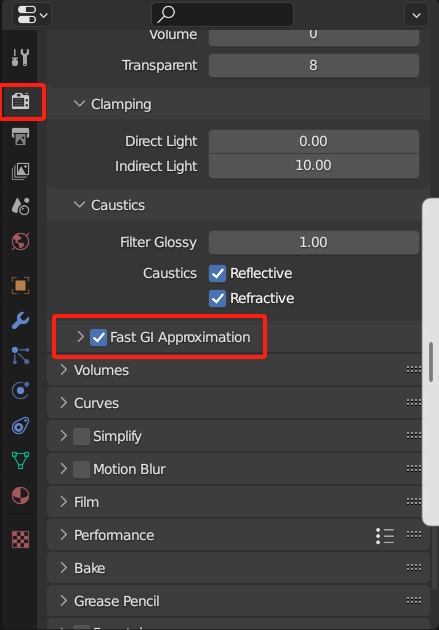 Volume 0
Transparent 8
Clamping
Direct Light 0.00
Indirect Light 10.00
Caustics
Filter Glossy 1.00
Caustics Reflective
Refractive
Fast GI Approximation
Volumes
Curves
Simplify
Motion Blur
Film
Performance
Bake
Grease Pencil